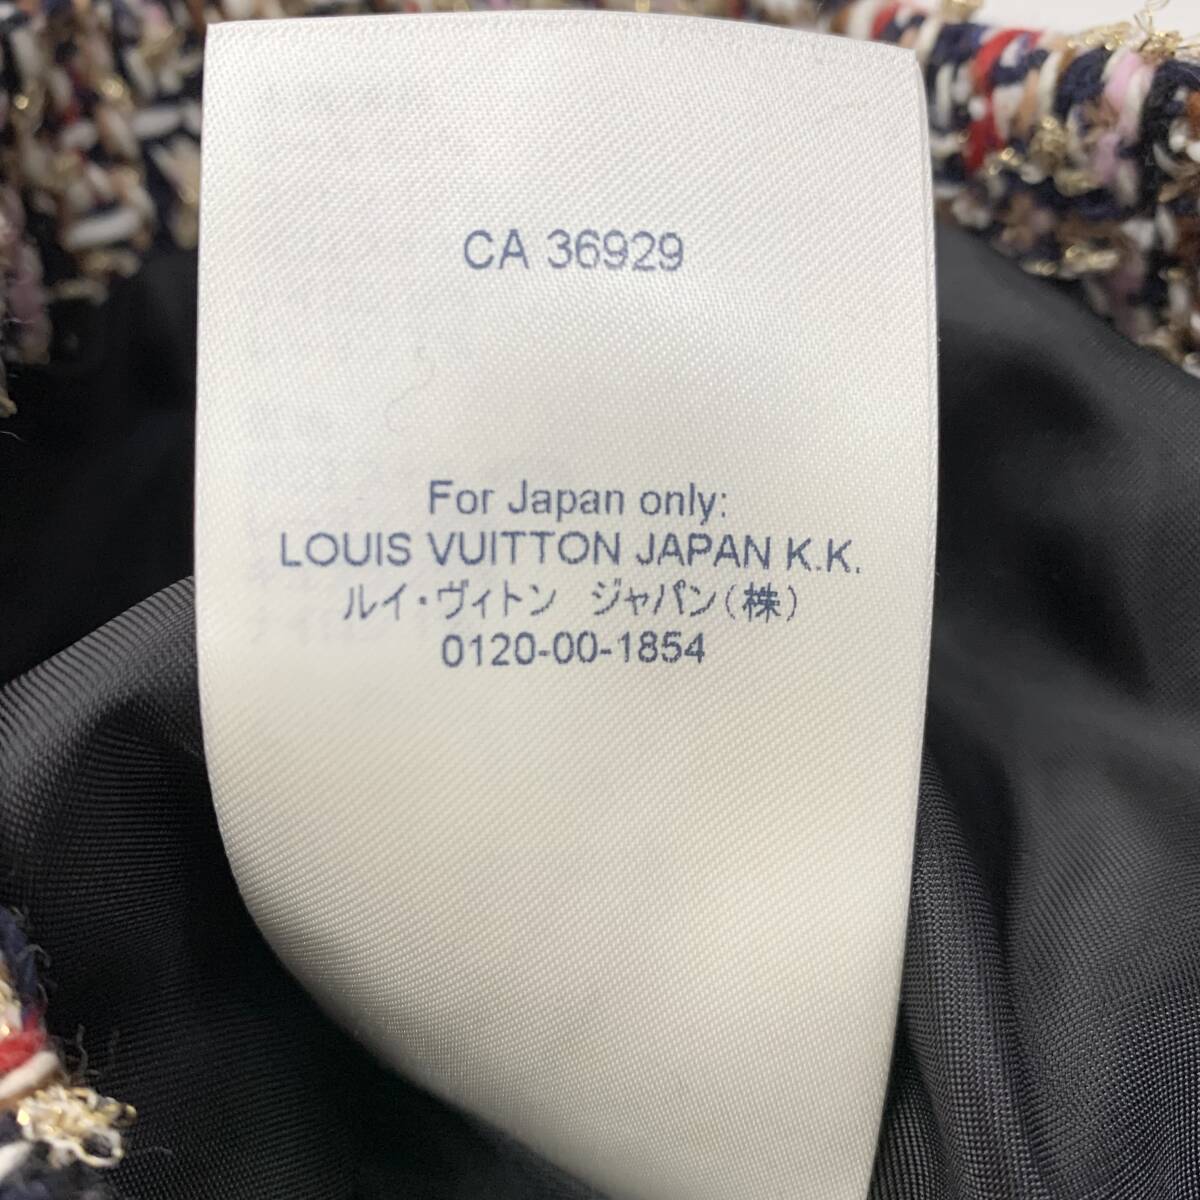 CA 36929
For Japan only:
LOUIS VUITTON JAPAN K.K.
ルイ・ヴィトン ジャパン(株)
0120-00-1854